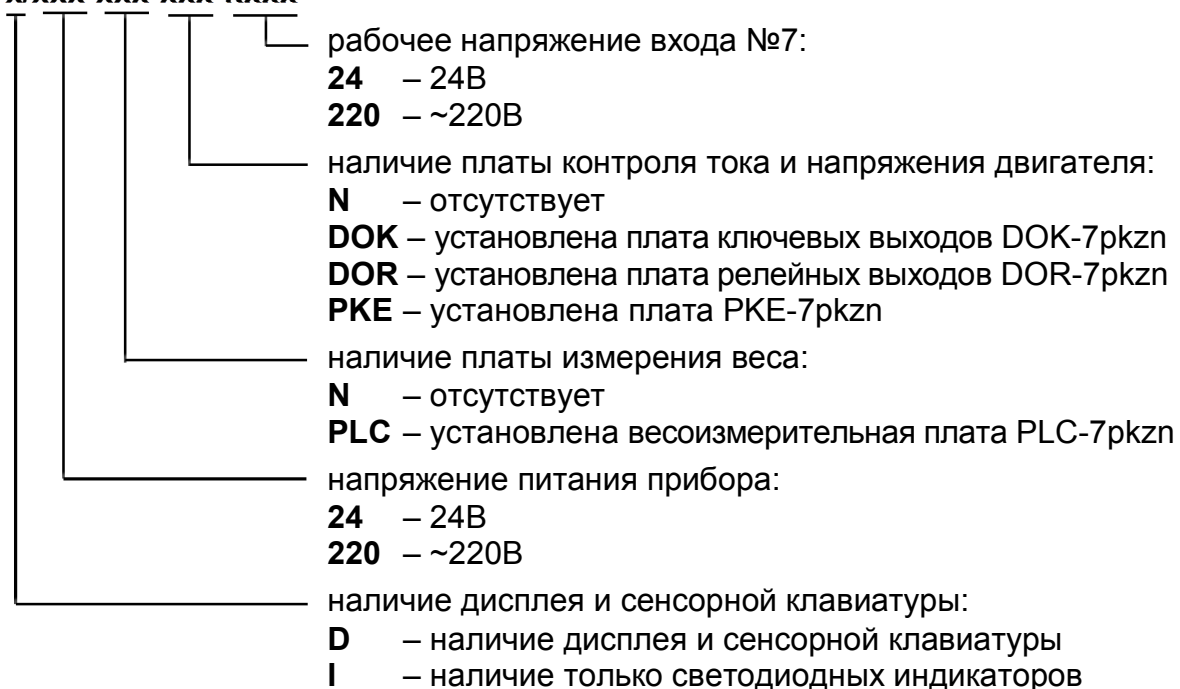 рабочее напряжение входа №7:
24 – 24В
220 – ~220В
наличие платы контроля тока и напряжения двигателя:
N – отсутствует
DOK – установлена плата ключевых выходов DOK-7pkzn
DOR – установлена плата релейных выходов DOR-7pkzn
PKE – установлена плата PKE-7pkzn
наличие платы измерения веса:
N – отсутствует
PLC – установлена весоизмерительная плата PLC-7pkzn
напряжение питания прибора:
24 – 24В
220 – ~220В
наличие дисплея и сенсорной клавиатуры:
D – наличие дисплея и сенсорной клавиатуры
I – наличие только светодиодных индикаторов